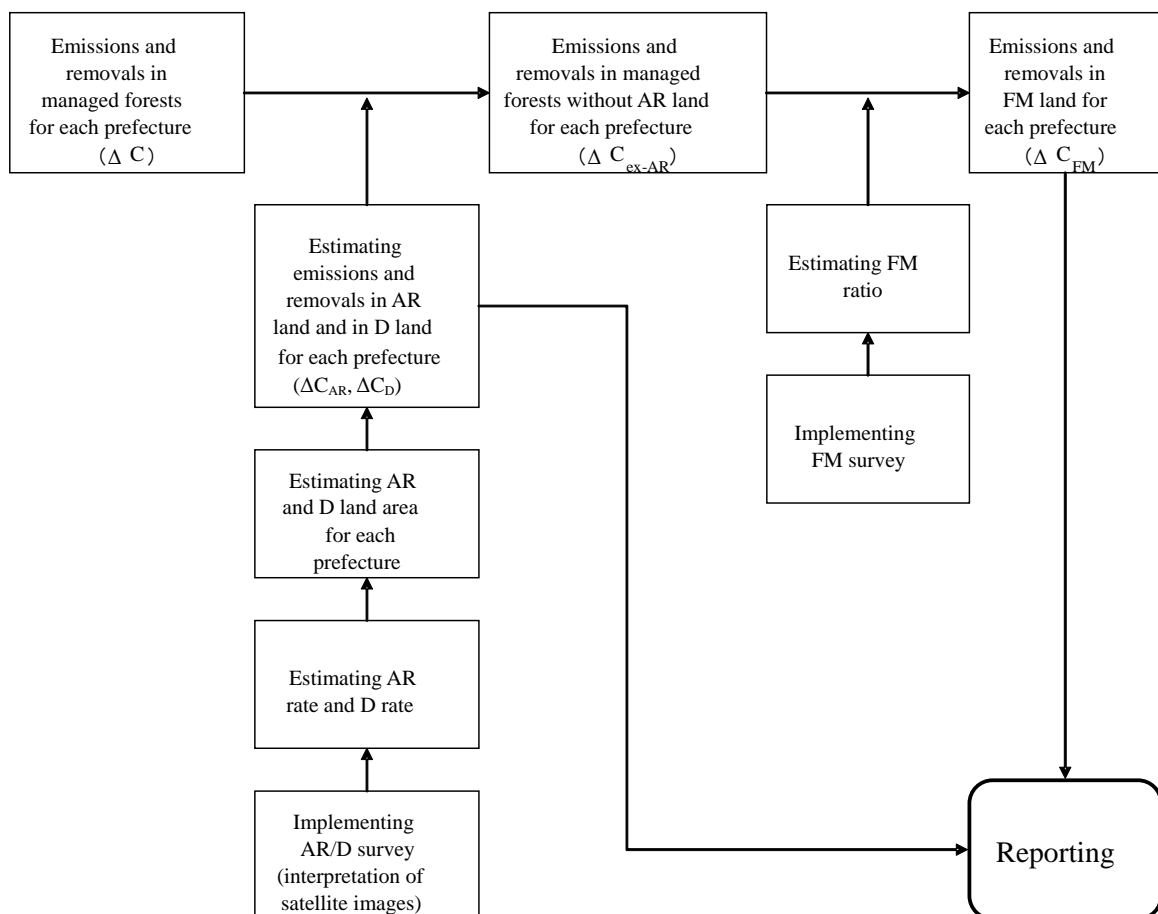 Emissions and
removals in
managed forests
for each prefecture
(Δ C)
Emissions and
removals in managed
forests without AR land
for each prefecture
(Δ C ex-AR)
Emissions and
removals in
FM land for
each prefecture
(Δ C FM)
Estimating
emissions and
removals in AR
land and in D land
for each prefecture
(ΔCAR, ΔCD)
Estimating FM
ratio
Implementing
FM survey
Estimating AR
and D land area
for each
prefecture
Estimating AR
rate and D rate
Implementing
AR/D survey
(interpretation of
satellite images)
Reporting